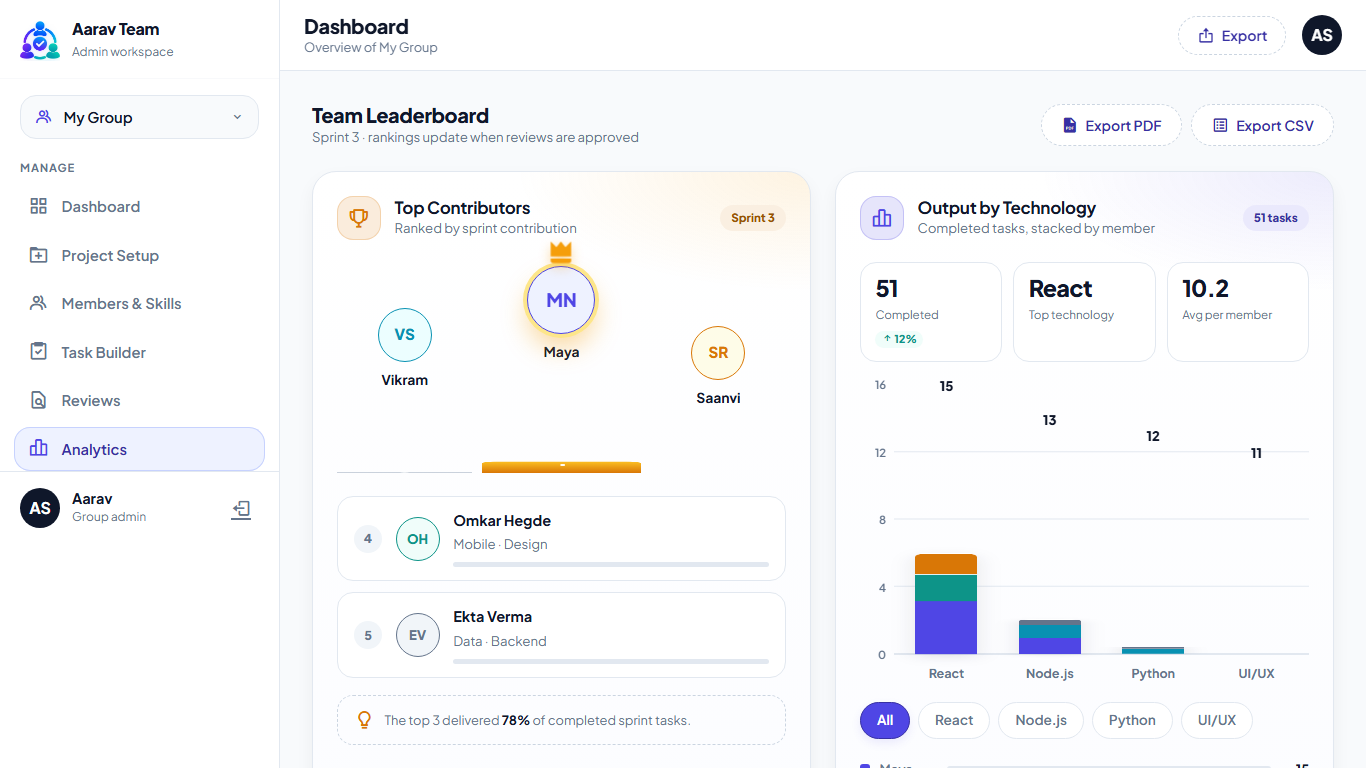 Aarav Team
Admin workspace
My Group
MANAGE
Dashboard
Project Setup
Members & Skills
Task Builder
Reviews
Analytics
AS
Aarav
Group admin
Dashboard
Overview of My Group
Export
AS
Team Leaderboard
Sprint 3 · rankings update when reviews are approved
Export PDF
Export CSV
Top Contributors
Ranked by sprint contribution
Sprint 3
MN
Maya
VS
Vikram
SR
Saanvi
4
OH
Omkar Hegde
Mobile · Design
5
EV
Ekta Verma
Data · Backend
The top 3 delivered 78% of completed sprint tasks.
Output by Technology
Completed tasks, stacked by member
51 tasks
51
Completed
↑ 12%
React
Top technology
10.2
Avg per member
16
12
8
4
0
15
13
12
11
React
Node.js
Python
UI/UX
All
React
Node.js
Python
UI/UX
Maya
15